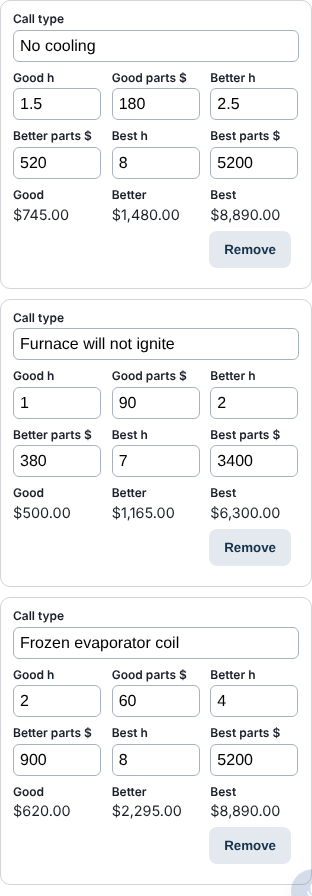 Call type
No cooling
Good h Good parts $ Better h
1.5 180 2.5
Better parts $ Best h Best parts $
520 8 5200
Good Better Best
$745.00 $1,480.00 $8,890.00
Remove
Call type
Furnace will not ignite
Good h Good parts $ Better h
1 90 2
Better parts $ Best h Best parts $
380 7 3400
Good Better Best
$500.00 $1,165.00 $6,300.00
Remove
Call type
Frozen evaporator coil
Good h Good parts $ Better h
2 60 4
Better parts $ Best h Best parts $
900 8 5200
Good Better Best
$620.00 $2,295.00 $8,890.00
Remove